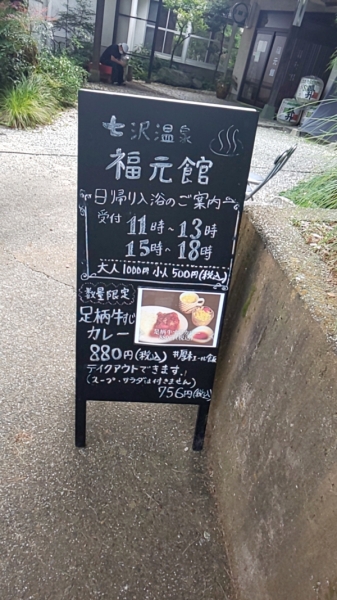 七沢温泉
福元館
日帰り入浴のご案内
受付 11時~13時
15時~18時
大人1000円 小人500円(税込)
数量限定
足柄牛すじ
カレー
880円(税込)
テイクアウトできます!
(スープ・サラダは付きません)
756円(税込)